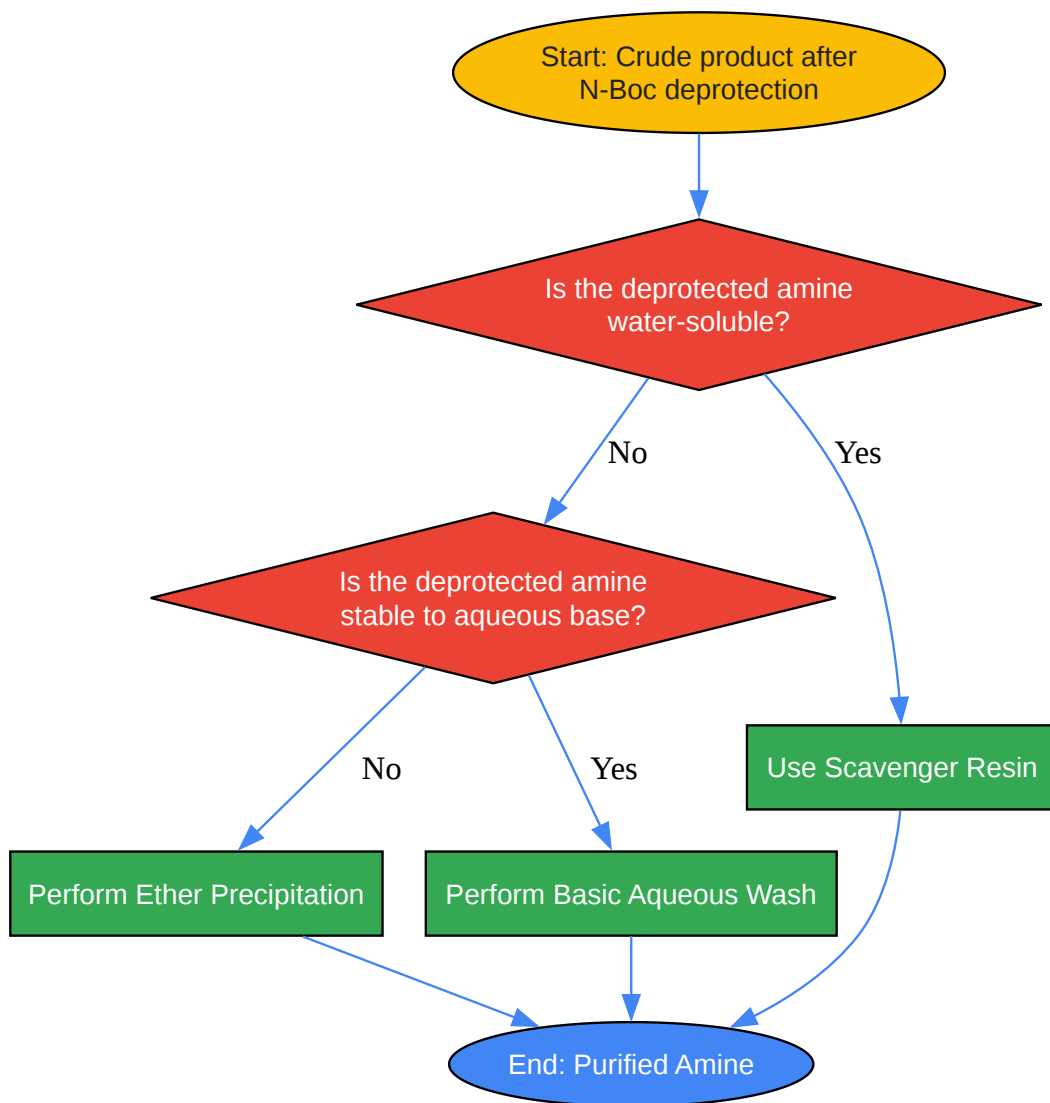 Start: Crude product after
N-Boc deprotection
Is the deprotected amine
water-soluble?
No
Yes
Is the deprotected amine
stable to aqueous base?
No
Yes
Use Scavenger Resin
Perform Ether Precipitation
Perform Basic Aqueous Wash
End: Purified Amine